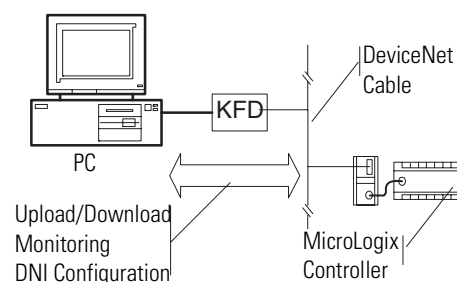 DeviceNet
Cable
KFD
PC
Upload/Download
Monitoring
DNI Configuration
MicroLogix
Controller